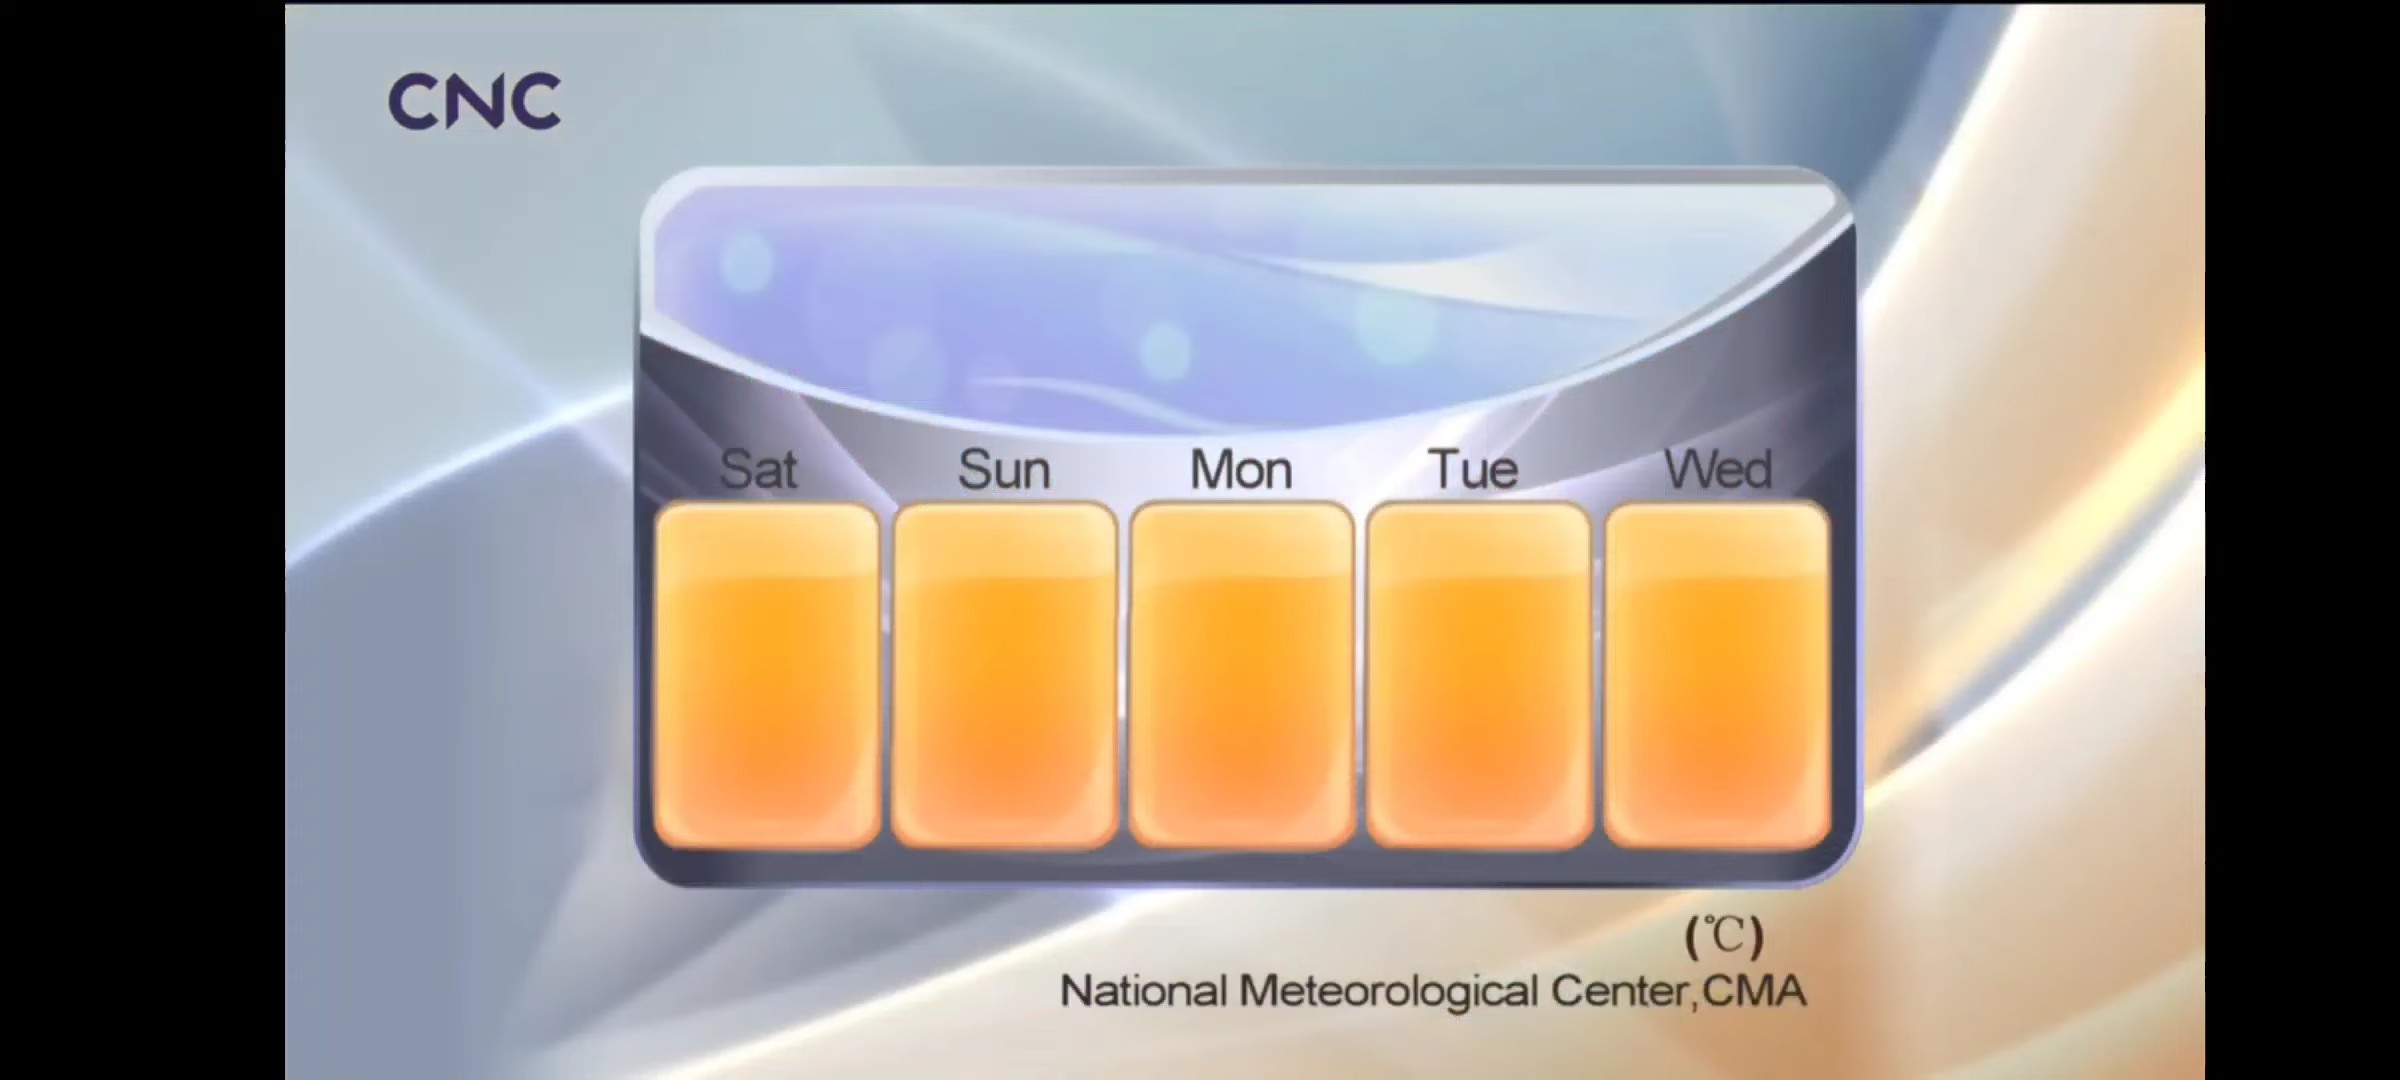 CNC
Sat Sun Mon Tue Wed
(℃)
National Meteorological Center,CMA